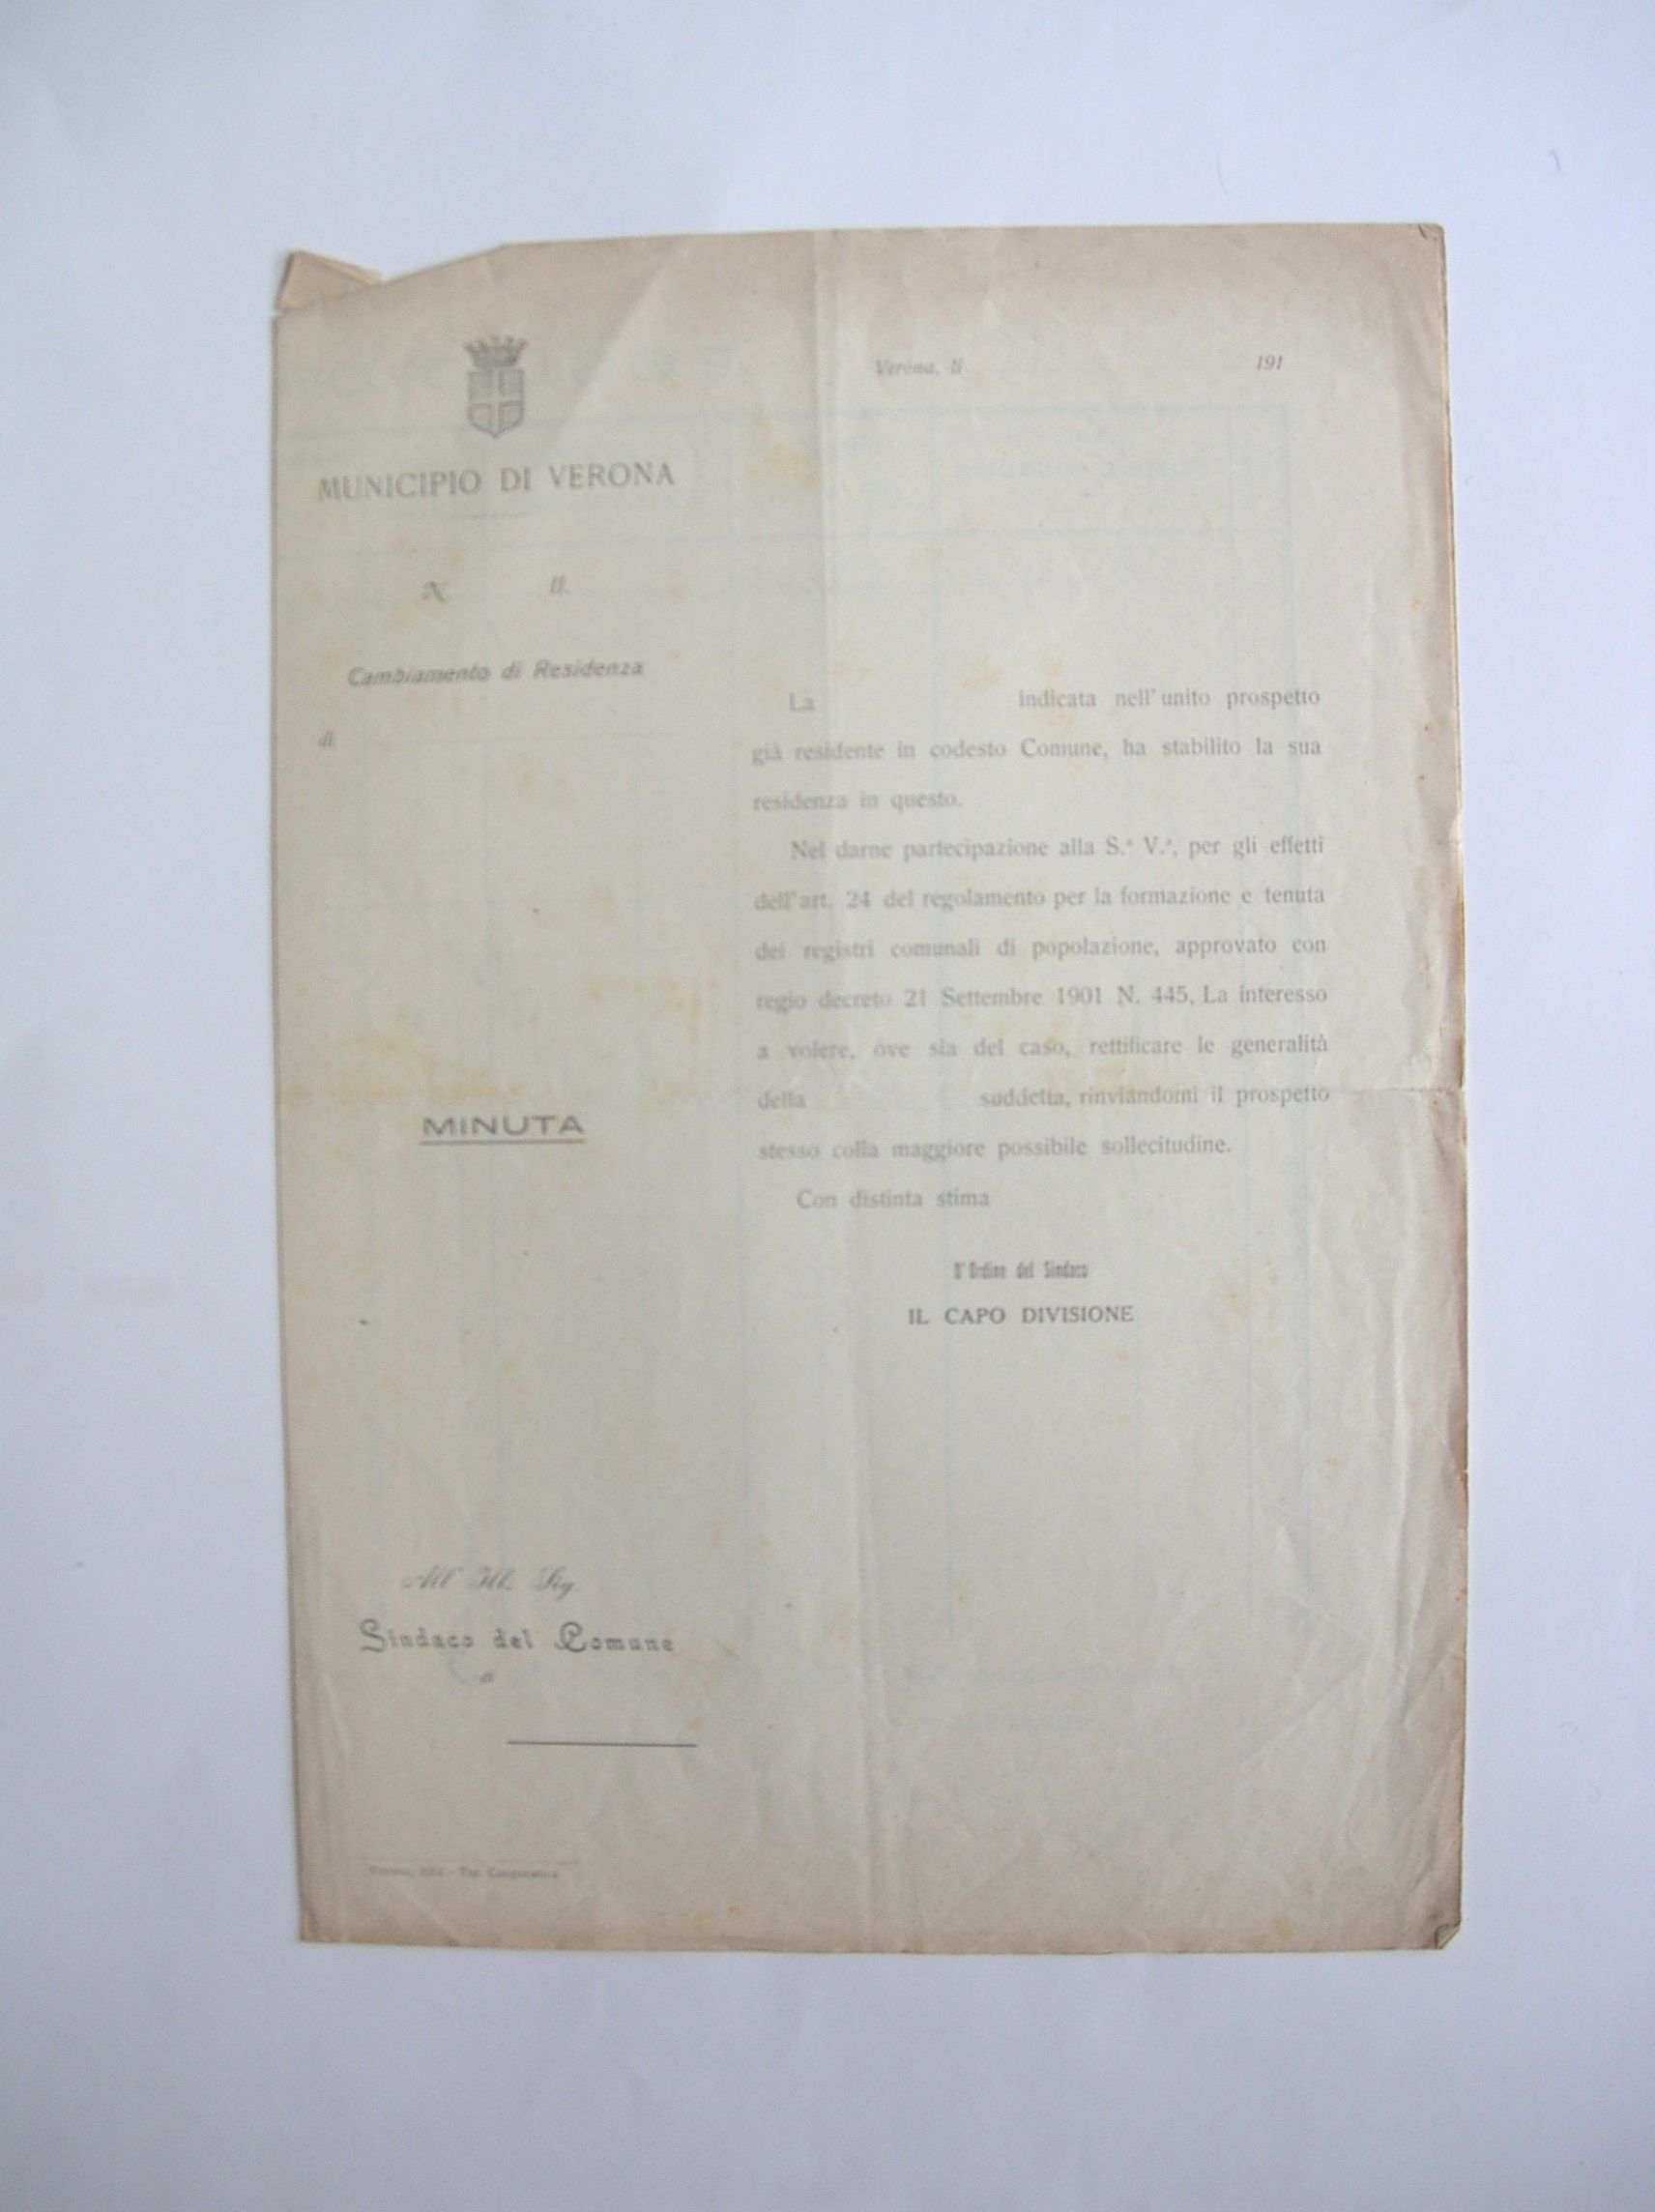 Verona, li 191
MUNICIPIO DI VERONA
N. II.
Cambiamento di Residenza
di
La indicata nell'unito prospetto
già residente in codesto Comune, ha stabilito la sua
residenza in questo.
Nel darne partecipazione alla S.ª V.ª, per gli effetti
dell'art. 24 del regolamento per la formazione e tenuta
dei registri comunali di popolazione, approvato con
regio decreto 21 Settembre 1901 N. 445, La interesso
a volere, ove sia del caso, rettificare le generalità
della suddetta, rinviandomi il prospetto
stesso colla maggiore possibile sollecitudine.
Con distinta stima
D'Ordine del Sindaco
IL CAPO DIVISIONE
MINUTA
All' Ill. Sig.
Sindaco del Comune
di
Tip. Cooperativa